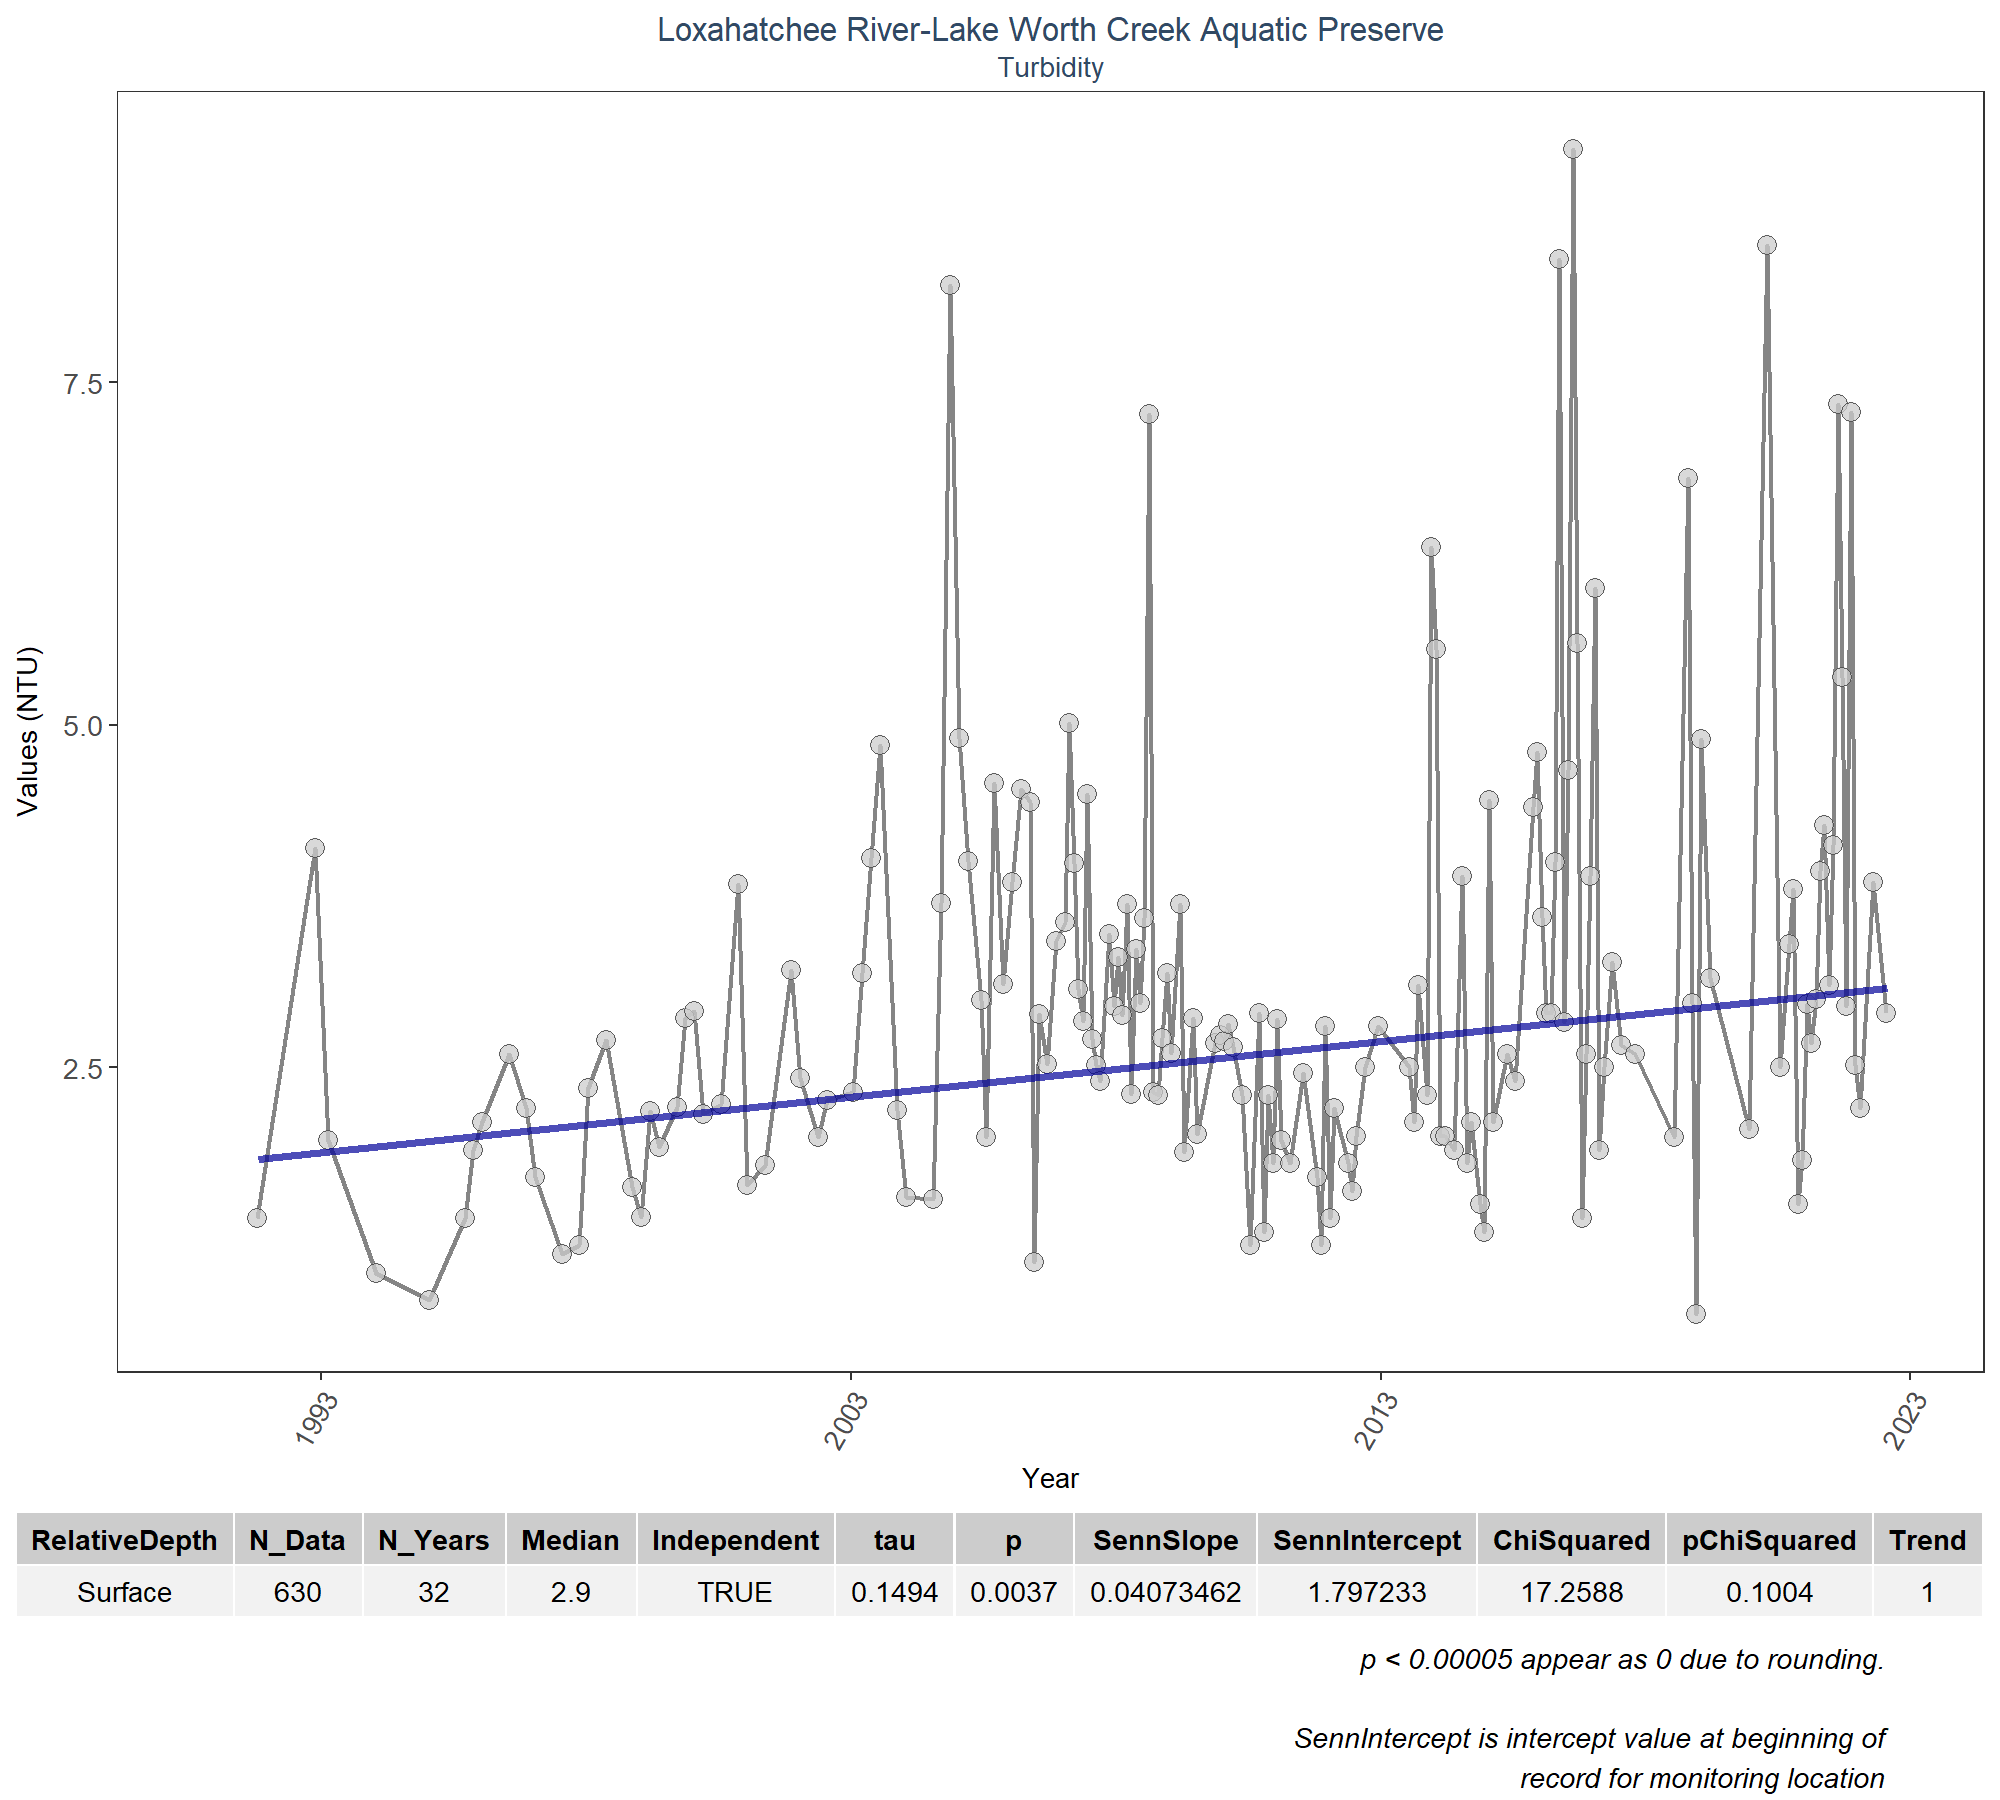 Loxahatchee River-Lake Worth Creek Aquatic Preserve
Turbidity
Values (NTU)
7.5
5.0
2.5
1993 2003 2013 2023
Year
RelativeDepth N_Data N_Years Median Independent tau p SennSlope SennIntercept ChiSquared pChiSquared Trend
Surface 630 32 2.9 TRUE 0.1494 0.0037 0.04073462 1.797233 17.2588 0.1004 1
p < 0.00005 appear as 0 due to rounding.
SennIntercept is intercept value at beginning of
record for monitoring location